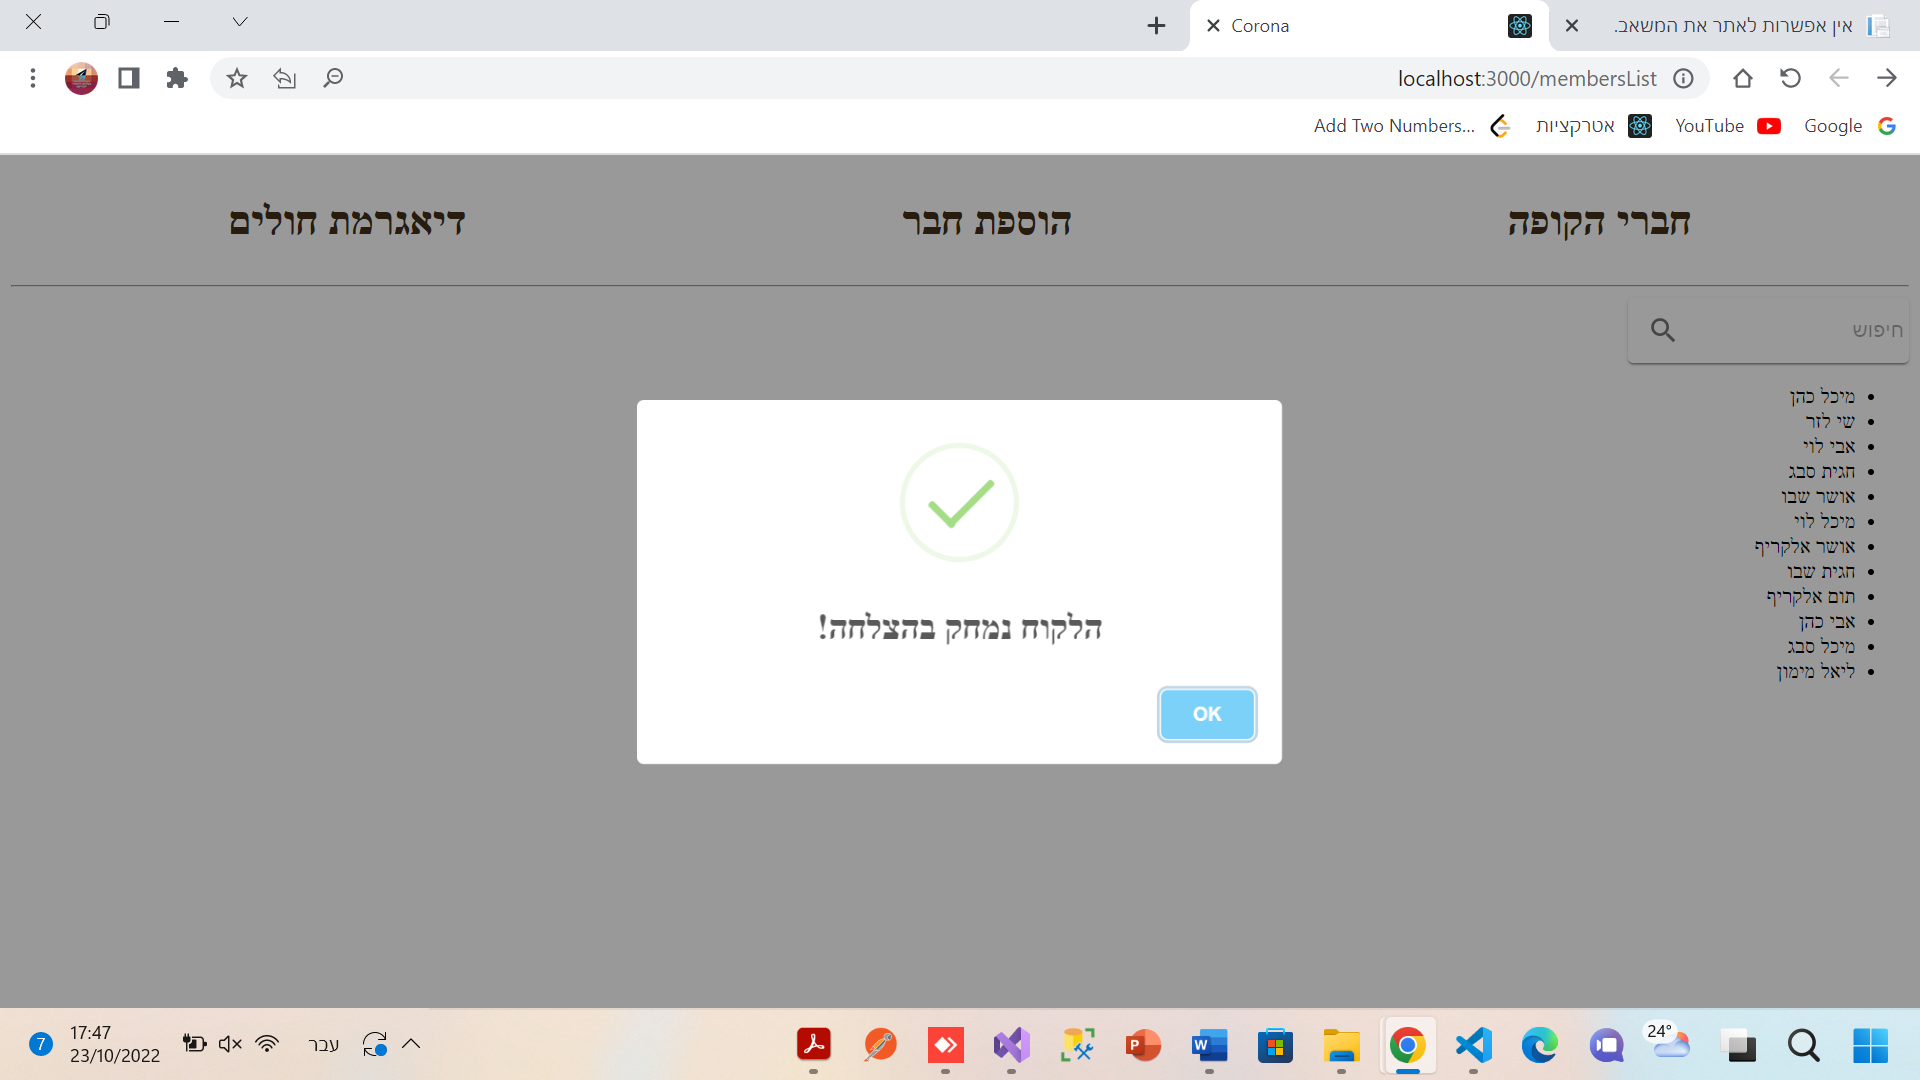 אין אפשרות לאתר את המשאב.
Corona
localhost:3000/membersList
Google
YouTube
אטרקציות
Add Two Numbers...
חברי הקופה
הוספת חבר
דיאגרמת חולים
חיפוש
מיכל כהן
שי לזר
אבי לוי
חגית סבג
אושר שבו
מיכל לוי
אושר אלקריף
חגית שבו
תום אלקריף
אבי כהן
מיכל סבג
ליאל מימון
הלקוח נמחק בהצלחה!
OK
24°
עבר
17:47
23/10/2022
7